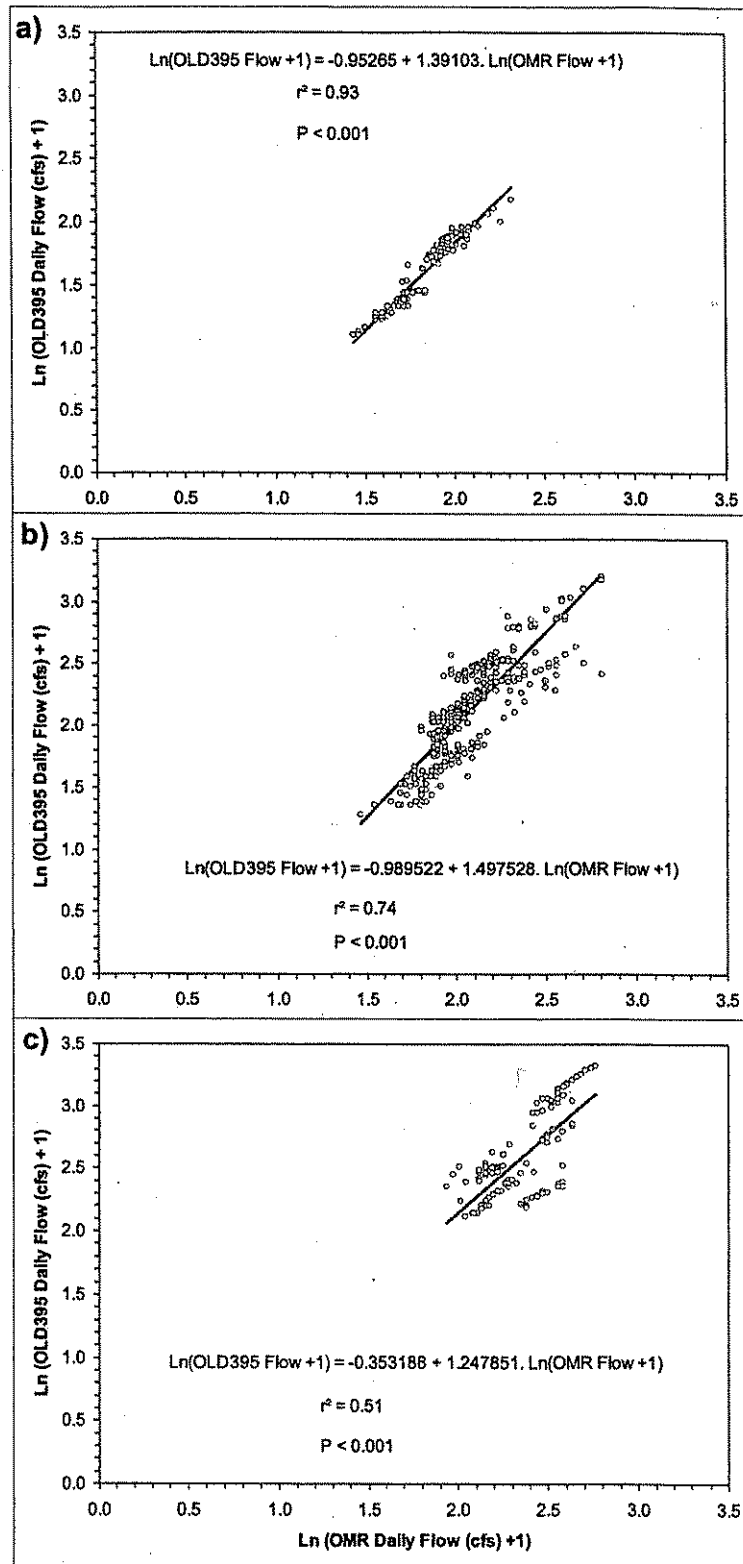 a)
3.5
3.0
2.5
2.0
1.5
1.0
0.5
0.0
Ln (OLD395 Daily Flow (cfs) + 1)
Ln(OLD395 Flow +1) = -0.95265 + 1.39103. Ln(OMR Flow +1)
r² = 0.93
P < 0.001
0.0 0.5 1.0 1.5 2.0 2.5 3.0 3.5
b)
3.5
3.0
2.5
2.0
1.5
1.0
0.5
0.0
Ln (OLD395 Daily Flow (cfs) + 1)
Ln(OLD395 Flow +1) = -0.989522 + 1.497528. Ln(OMR Flow +1)
r² = 0.74
P < 0.001
0.0 0.5 1.0 1.5 2.0 2.5 3.0 3.5
c)
3.5
3.0
2.5
2.0
1.5
1.0
0.5
0.0
Ln (OLD395 Daily Flow (cfs) + 1)
Ln(OLD395 Flow +1) = -0.353188 + 1.247851. Ln(OMR Flow +1)
r² = 0.51
P < 0.001
0.0 0.5 1.0 1.5 2.0 2.5 3.0 3.5
Ln (OMR Daily Flow (cfs) +1)